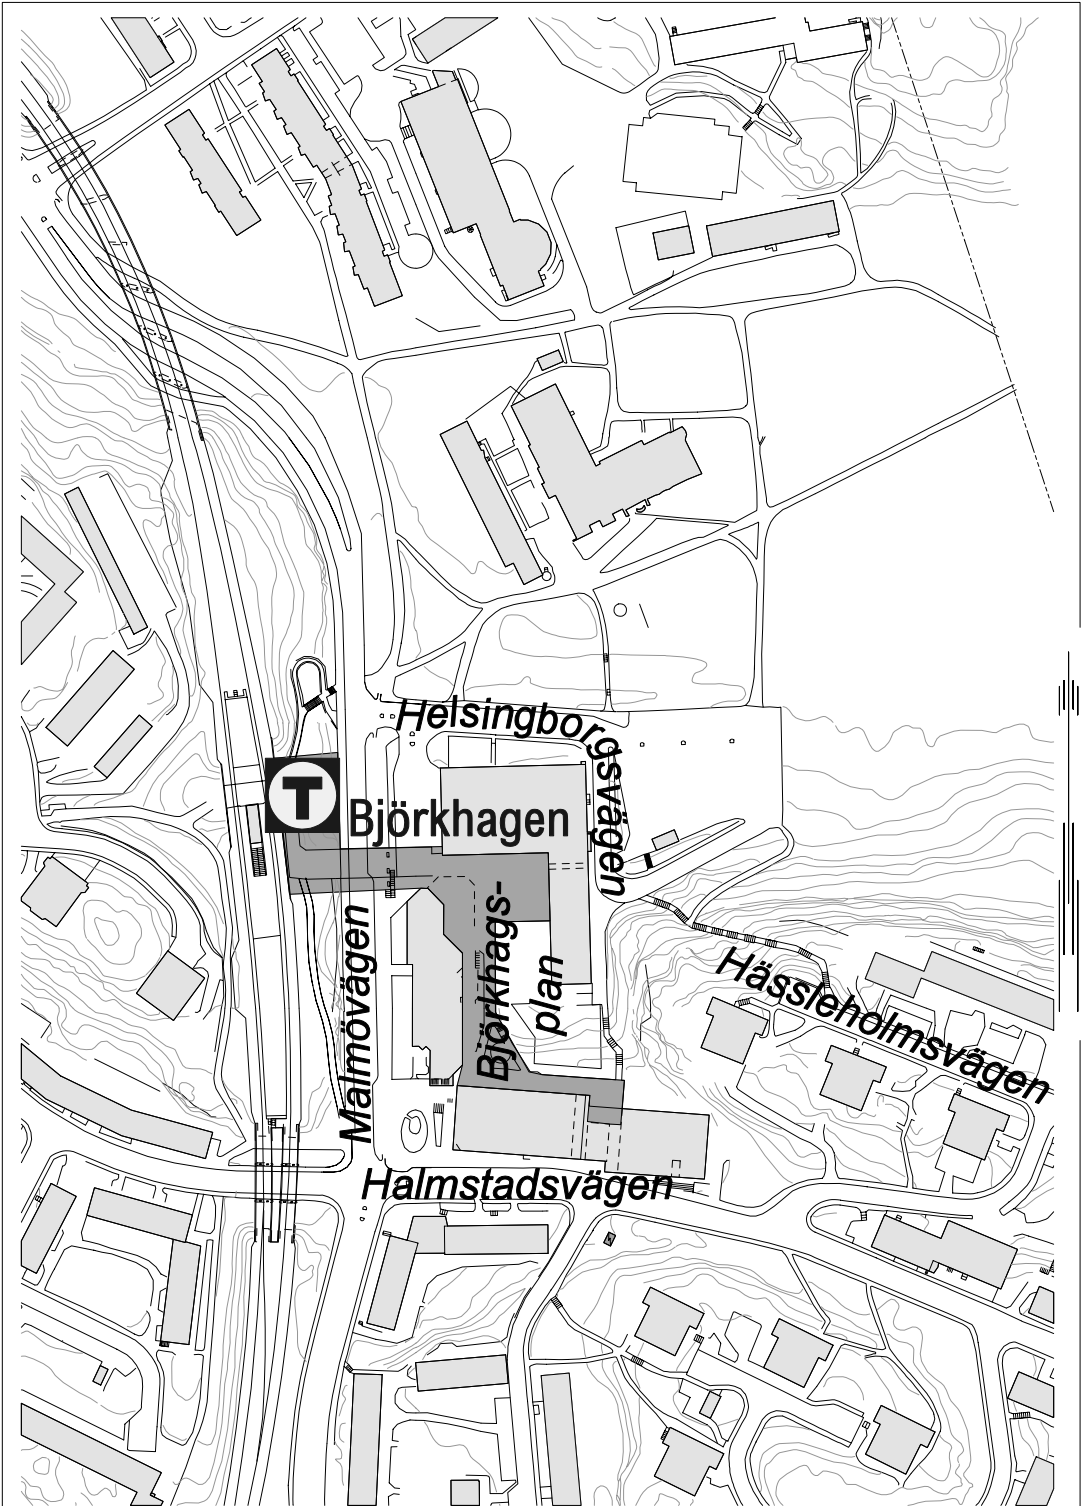 Helsingborgsvägen
T Björkhagen
Björkhags-
plan
Malmövägen
Hässleholmsvägen
Halmstadsvägen